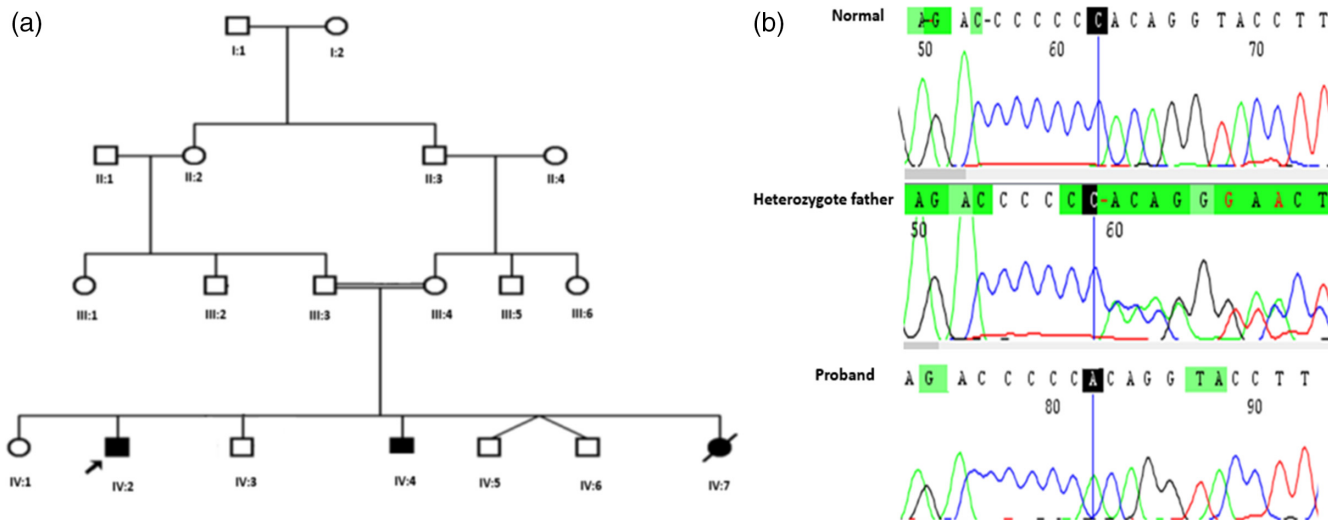 (a)
I:1 I:2
II:1 II:2 II:3 II:4
III:1 III:2 III:3 III:4 III:5 III:6
IV:1 IV:2 IV:3 IV:4 IV:5 IV:6 IV:7
(b)
Normal
A-G A C-C C C C C C A C A G G T A C C T T
50 60 70
Heterozygote father
A G A C C C C C C-A C A G G G A A C T
50 60
Proband
A G A C C C C C A C A G G T A C C T T
80 90